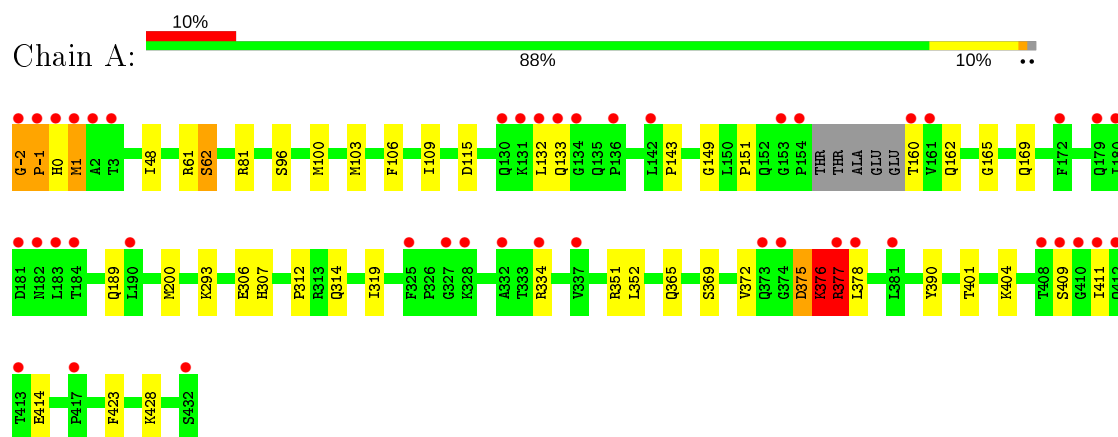 10%
Chain A:
88% 10% ••
G-2 P-1 H0 M1 A2 T3 I48 R61 S62 R81 S96 M100 M103 F106 I109 D115 Q130 K131 L132 Q133 G134 Q135 P136 L142 P143 G149 L150 P151 Q152 G153 P154 THR THR ALA GLU GLU T160 V161 Q162 G165 Q169 F172 Q179
D181 N182 L183 T184 Q189 L190 M200 K293 E306 H307 P312 R313 Q314 I319 F325 P326 G327 K328 A332 T333 R334 V337 R351 L352 Q365 S369 V372 Q373 G374 D375 K376 R377 L378 L381 Y390 T401 K404 T408 S409 G410 I411
T413 E414 P417 F423 K428 S432